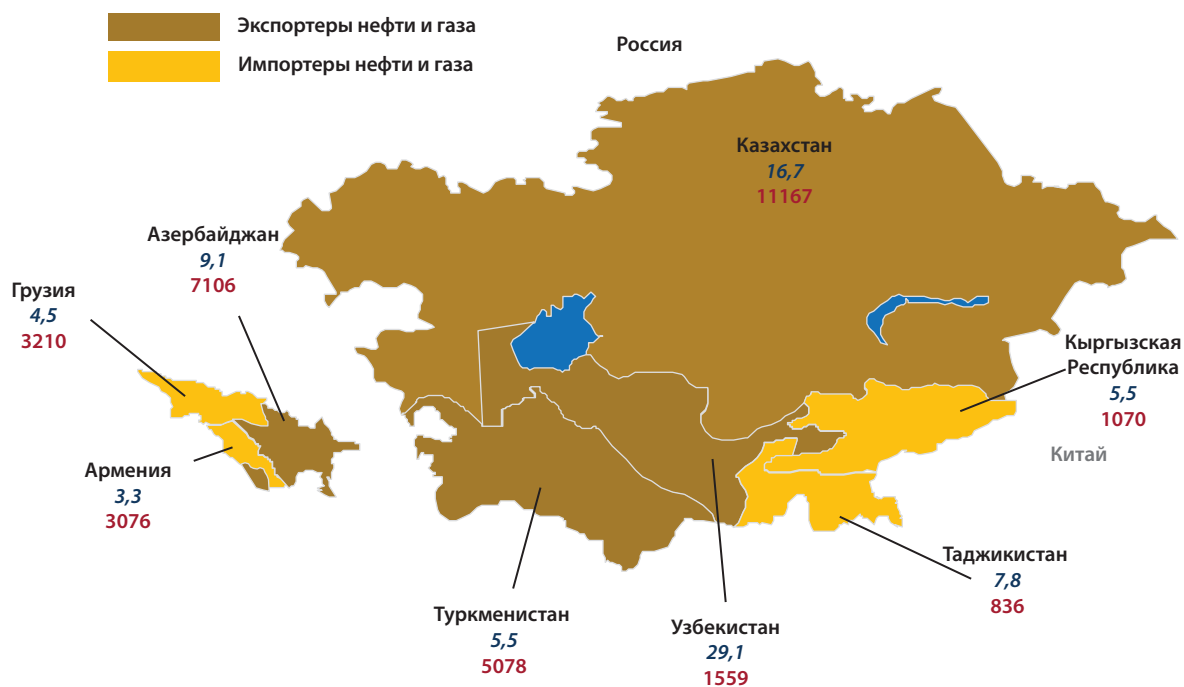 Экспортеры нефти и газа
Импортеры нефти и газа
Россия
Казахстан
16,7
11167
Азербайджан
9,1
7106
Грузия
4,5
3210
Кыргызская
Республика
5,5
1070
Китай
Армения
3,3
3076
Таджикистан
7,8
836
Туркменистан
5,5
5078
Узбекистан
29,1
1559